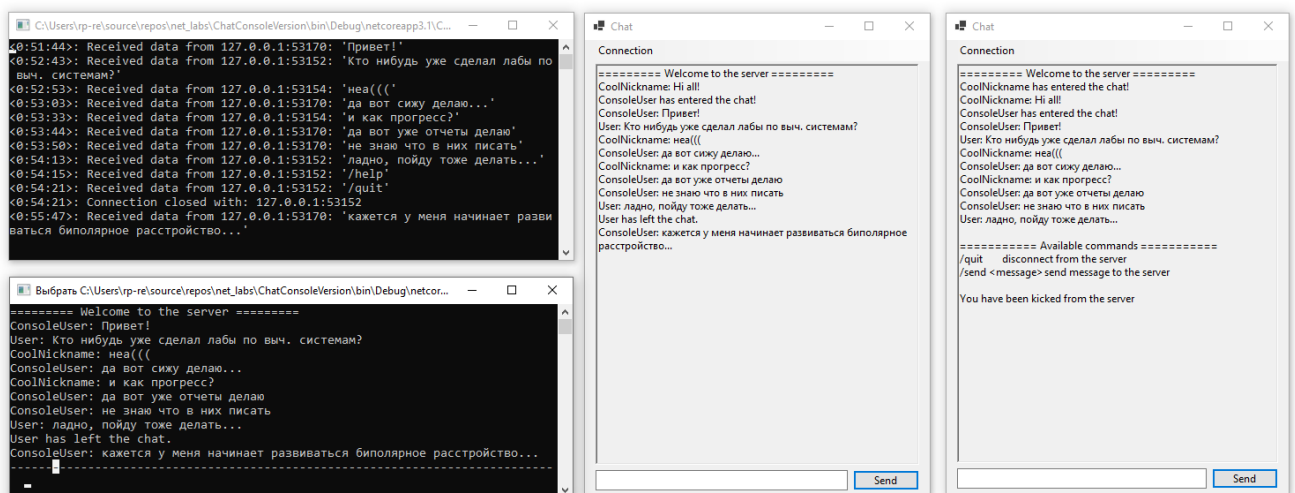 C:\Users\rp-re\source\repos\net_labs\ChatConsoleVersion\bin\Debug\netcoreapp3.1\C...
<0:51:44>: Received data from 127.0.0.1:53170: 'Привет!'
<0:52:43>: Received data from 127.0.0.1:53152: 'Кто нибудь уже сделал лабы по
выч. системам?'
<0:52:53>: Received data from 127.0.0.1:53154: 'неа((('
<0:53:03>: Received data from 127.0.0.1:53170: 'да вот сижу делаю...'
<0:53:33>: Received data from 127.0.0.1:53154: 'и как прогресс?'
<0:53:44>: Received data from 127.0.0.1:53170: 'да вот уже отчеты делаю'
<0:53:50>: Received data from 127.0.0.1:53170: 'не знаю что в них писать'
<0:54:13>: Received data from 127.0.0.1:53152: 'ладно, пойду тоже делать...'
<0:54:15>: Received data from 127.0.0.1:53152: '/help'
<0:54:21>: Received data from 127.0.0.1:53152: '/quit'
<0:54:21>: Connection closed with: 127.0.0.1:53152
<0:55:47>: Received data from 127.0.0.1:53170: 'кажется у меня начинает разви
ваться биполярное расстройство...'
Выбрать C:\Users\rp-re\source\repos\net_labs\ChatConsoleVersion\bin\Debug\netcor...
========= Welcome to the server =========
ConsoleUser: Привет!
User: Кто нибудь уже сделал лабы по выч. системам?
CoolNickname: неа(((
ConsoleUser: да вот сижу делаю...
CoolNickname: и как прогресс?
ConsoleUser: да вот уже отчеты делаю
ConsoleUser: не знаю что в них писать
User: ладно, пойду тоже делать...
User has left the chat.
ConsoleUser: кажется у меня начинает развиваться биполярное расстройство...
Chat
Connection
========= Welcome to the server =========
CoolNickname: Hi all!
ConsoleUser has entered the chat!
ConsoleUser: Привет!
User: Кто нибудь уже сделал лабы по выч. системам?
CoolNickname: неа(((
ConsoleUser: да вот сижу делаю...
CoolNickname: и как прогресс?
ConsoleUser: да вот уже отчеты делаю
ConsoleUser: не знаю что в них писать
User: ладно, пойду тоже делать...
User has left the chat.
ConsoleUser: кажется у меня начинает развиваться биполярное
расстройство...
Send
Chat
Connection
========= Welcome to the server =========
CoolNickname has entered the chat!
CoolNickname: Hi all!
ConsoleUser has entered the chat!
ConsoleUser: Привет!
User: Кто нибудь уже сделал лабы по выч. системам?
CoolNickname: неа(((
ConsoleUser: да вот сижу делаю...
CoolNickname: и как прогресс?
ConsoleUser: да вот уже отчеты делаю
ConsoleUser: не знаю что в них писать
User: ладно, пойду тоже делать...
=========== Available commands ===========
/quit disconnect from the server
/send <message> send message to the server
You have been kicked from the server
Send